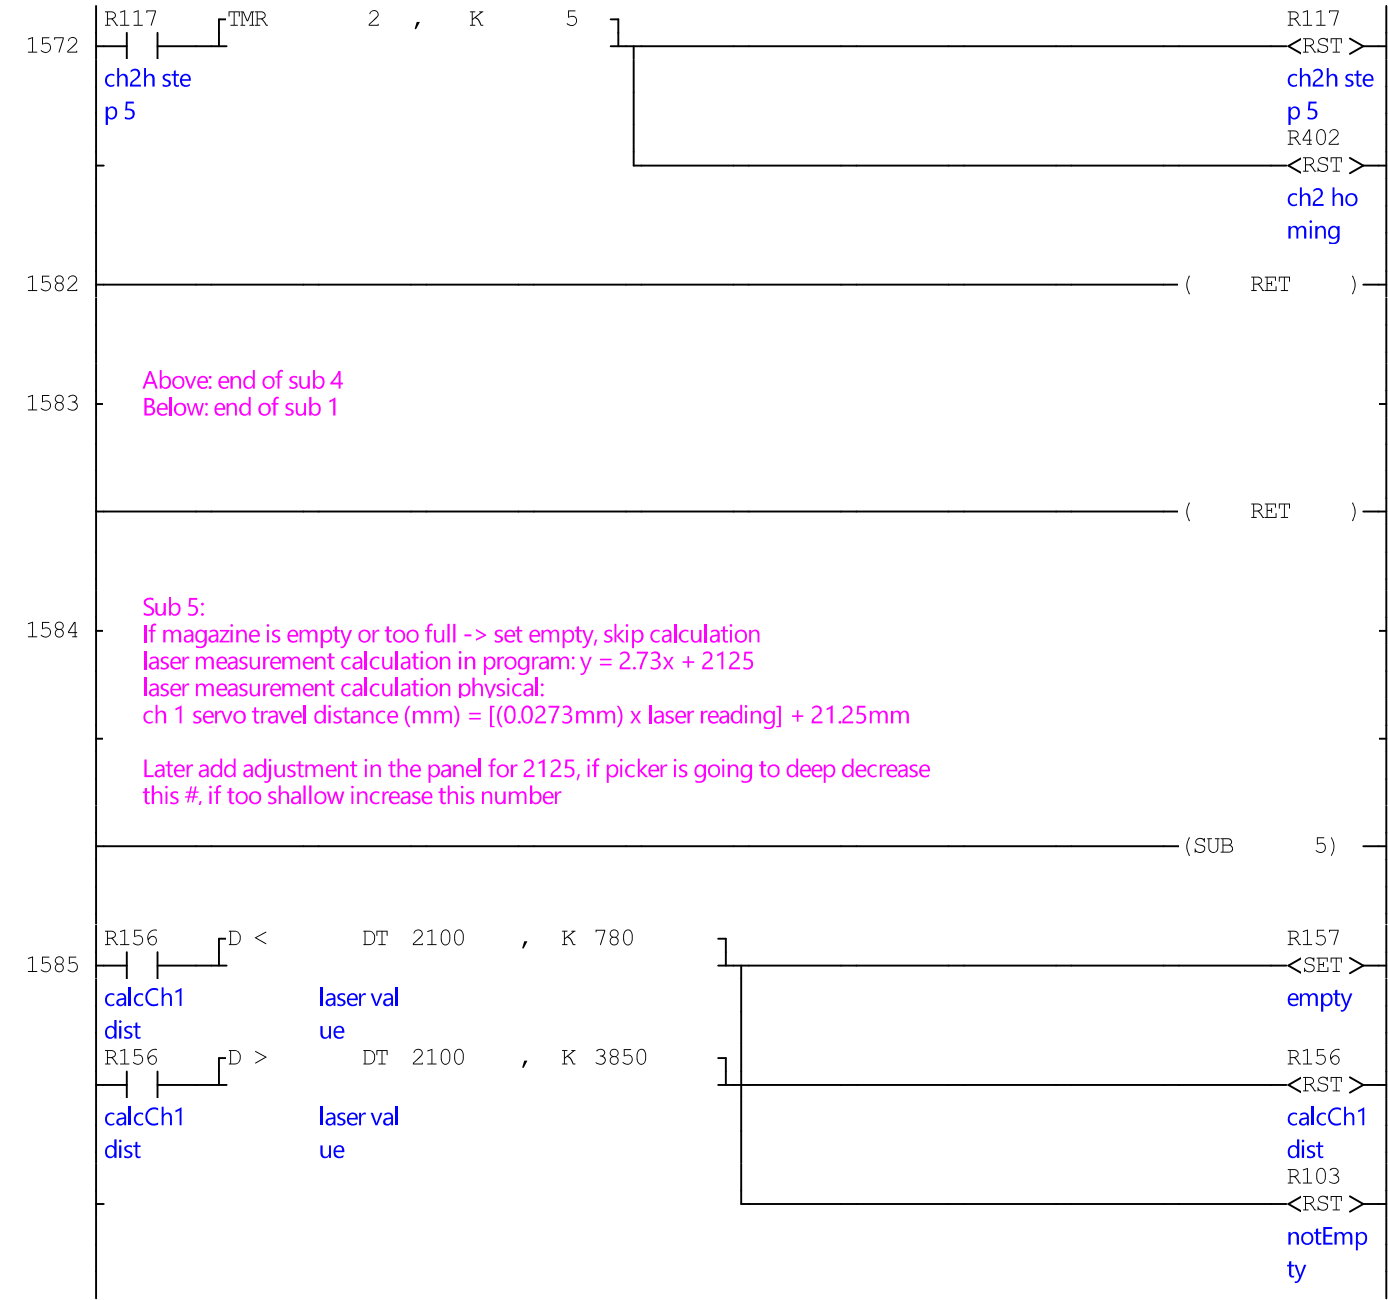 R117 TMR 2 , K 5 R117
1572 <RST>
ch2h ste ch2h ste
p 5 p 5
R402
<RST>
ch2 ho
ming
1582 ( RET )
Above: end of sub 4
1583 Below: end of sub 1
( RET )
Sub 5:
1584 If magazine is empty or too full -> set empty, skip calculation
laser measurement calculation in program: y = 2.73x + 2125
laser measurement calculation physical:
ch 1 servo travel distance (mm) = [(0.0273mm) x laser reading] + 21.25mm
Later add adjustment in the panel for 2125, if picker is going to deep decrease
this #, if too shallow increase this number
(SUB 5)
R156 D < DT 2100 , K 780 R157
1585 <SET>
calcCh1 laser val empty
dist ue
R156 D > DT 2100 , K 3850 R156
<RST>
calcCh1 laser val calcCh1
dist ue dist
R103
<RST>
notEmp
ty